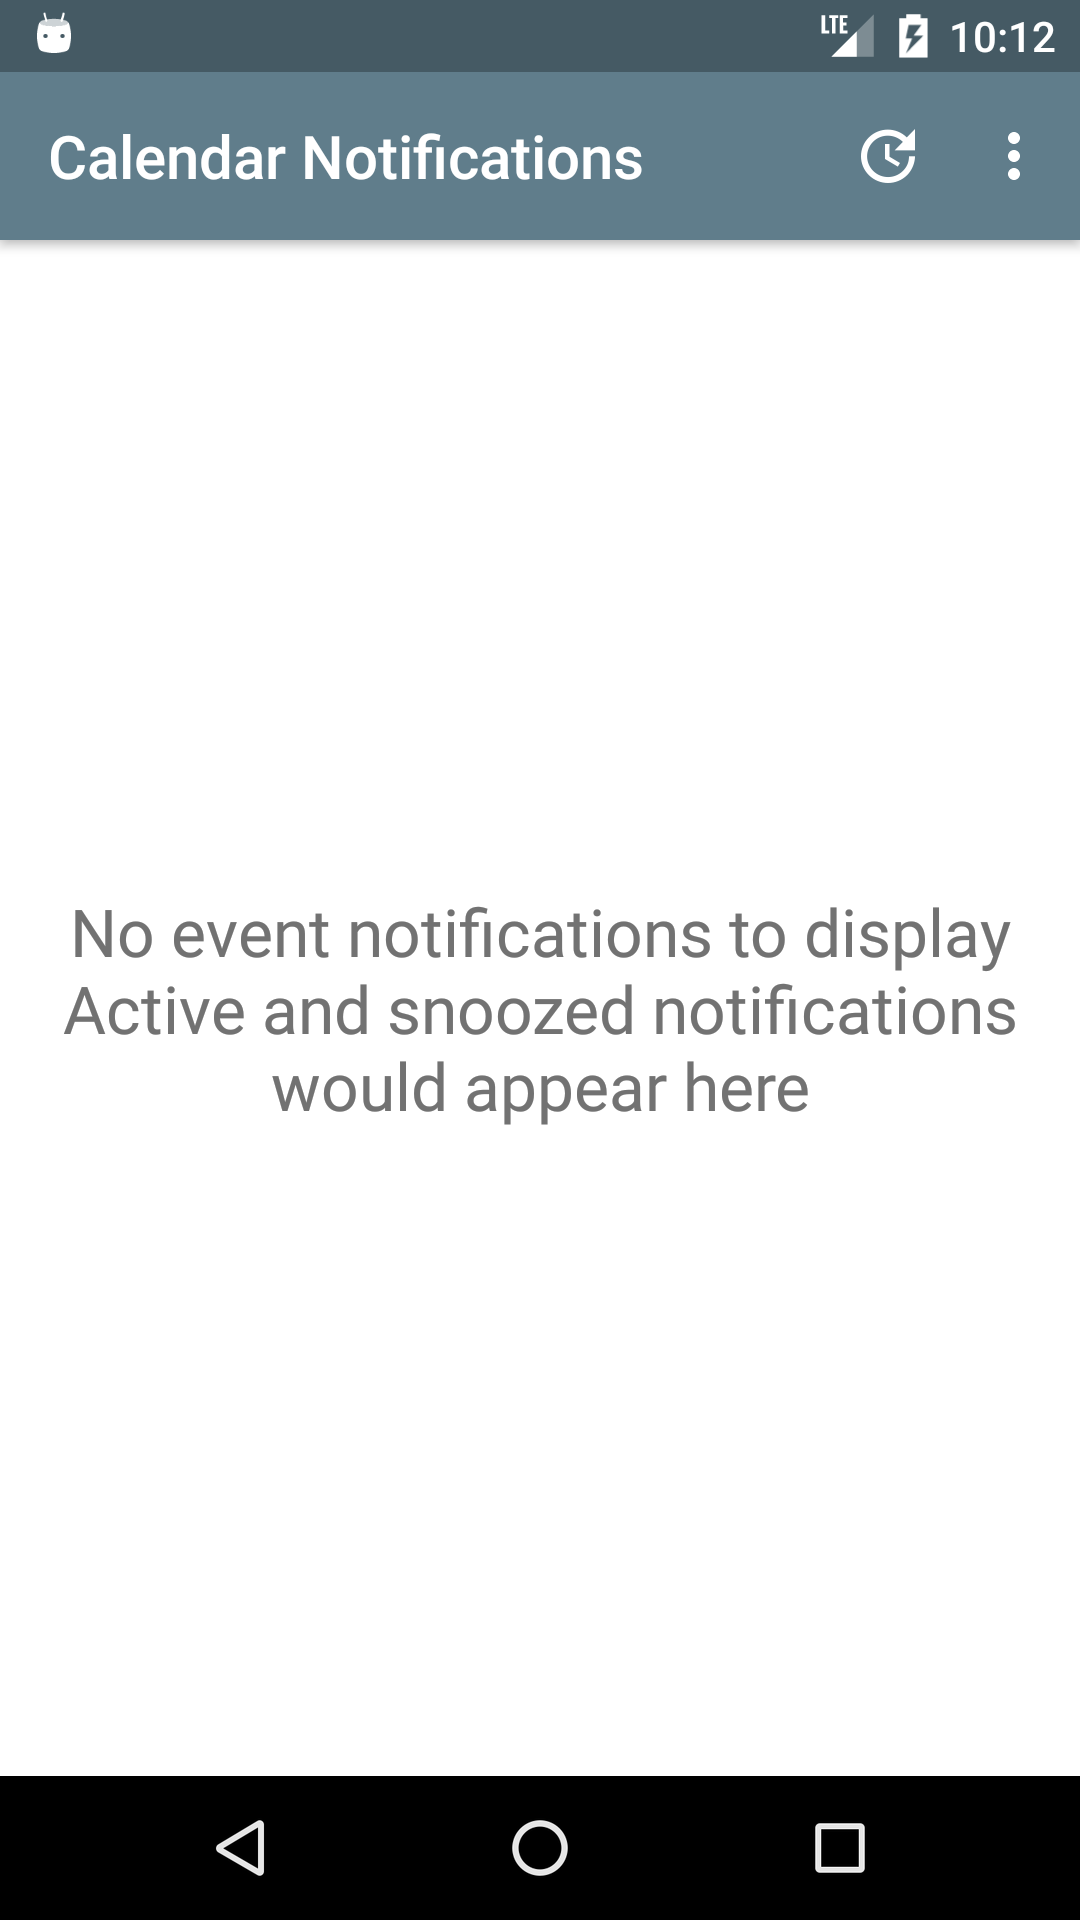 LTE 10:12
Calendar Notifications
No event notifications to display
Active and snoozed notifications
would appear here